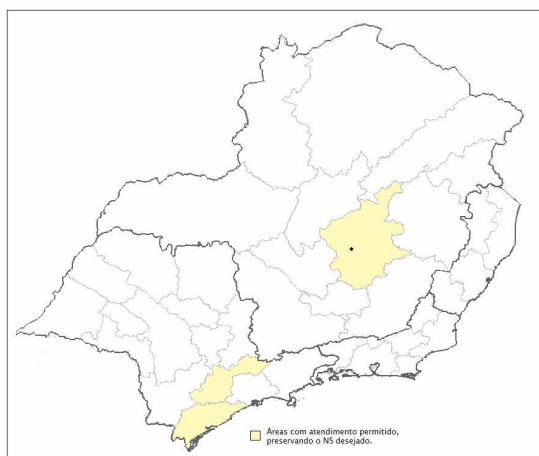 Áreas com atendimento permitido,
preservando o NS desejado.